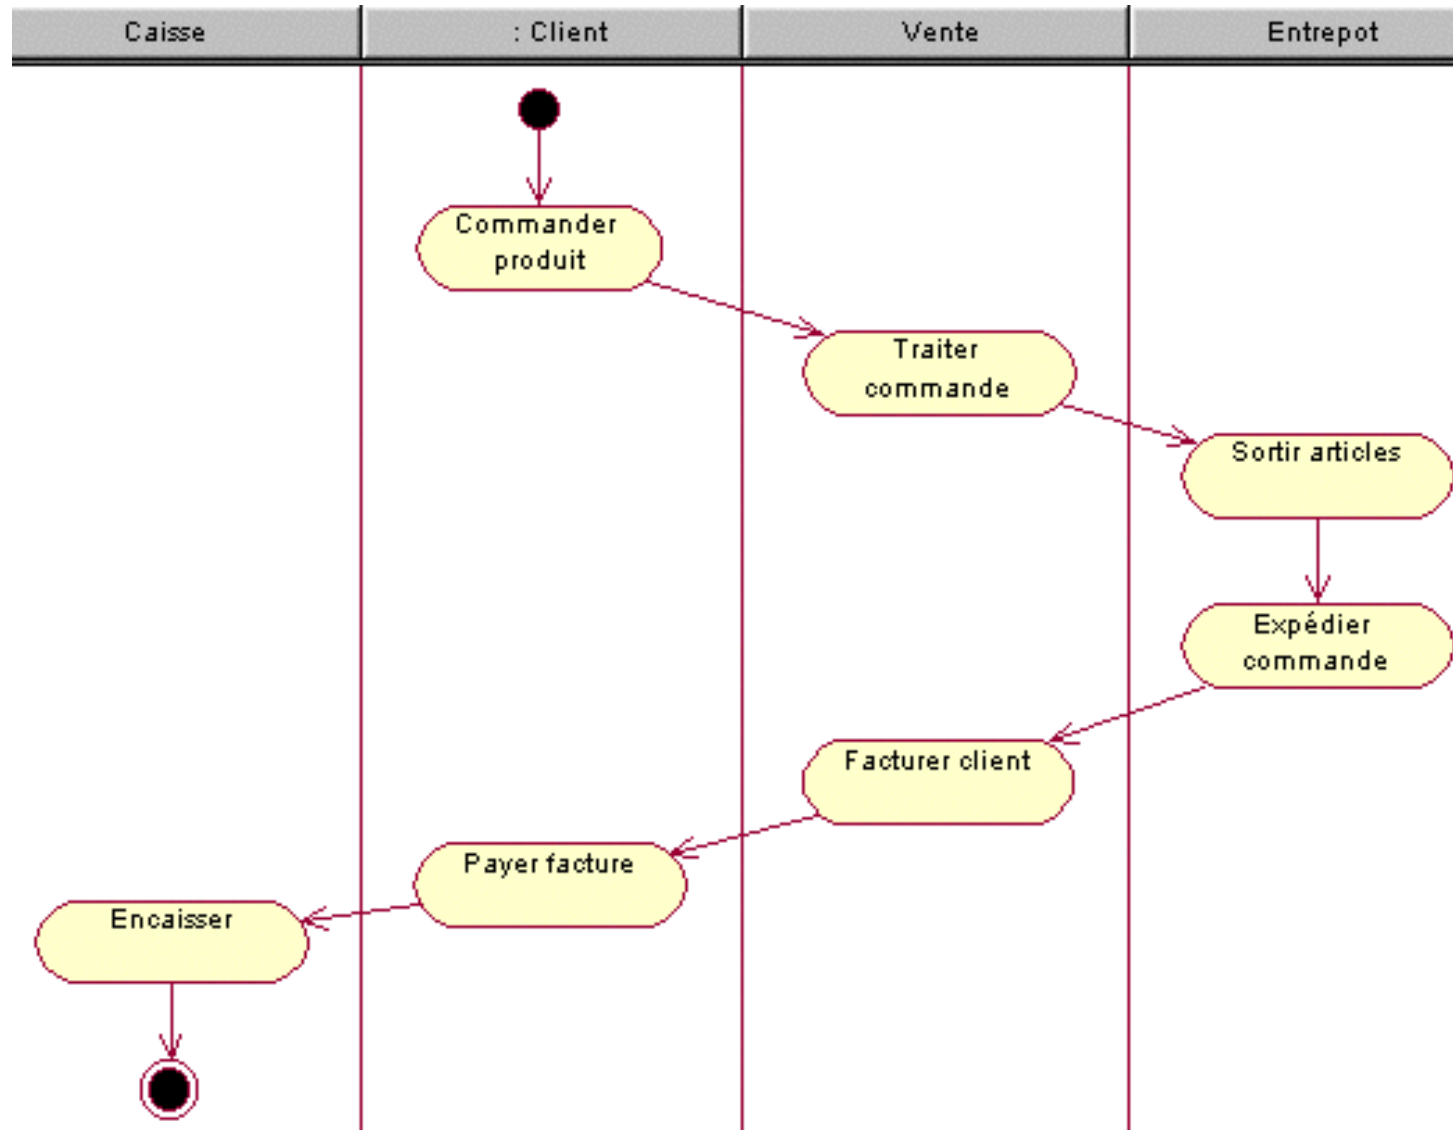 Caisse
: Client
Vente
Entrepot
Commander
produit
Traiter
commande
Sortir articles
Expédier
commande
Facturer client
Payer facture
Encaisser